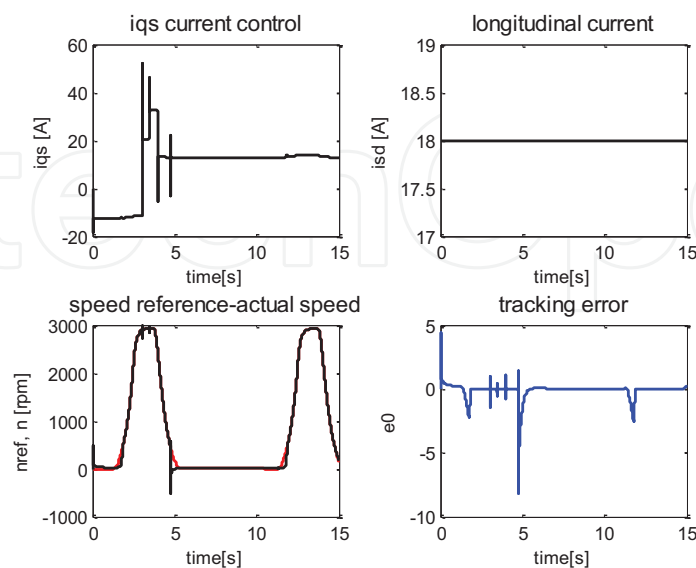 iqs current control
60
40
20
0
-20
iqs [A]
0
5
10
15
time[s]
longitudinal current
19
18.5
18
17.5
17
isd [A]
0
5
10
15
time[s]
speed reference-actual speed
3000
2000
1000
0
-1000
nref, n [rpm]
0
5
10
15
time[s]
tracking error
5
0
-5
-10
e0
0
5
10
15
time[s]